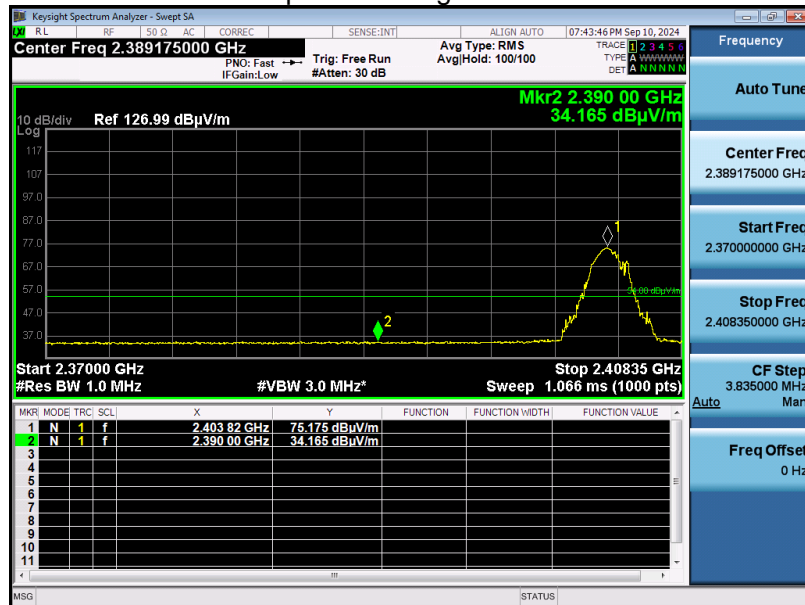 Keysight Spectrum Analyzer - Swept SA
LXI RL RF 50 Ω AC CORREC SENSE:INT ALIGN AUTO 07:43:46 PM Sep 10, 2024
Center Freq 2.389175000 GHz
PNO: Fast
IFGain:Low
Trig: Free Run
#Atten: 30 dB
Avg Type: RMS
Avg|Hold: 100/100
TRACE 1 2 3 4 5 6
TYPE A WWWWW
DET A N N N N N
Mkr2 2.390 00 GHz
34.165 dBµV/m
10 dB/div Ref 126.99 dBµV/m
Log
117
107
97.0
87.0
77.0
67.0
57.0
47.0
37.0
1
2
Start 2.37000 GHz Stop 2.40835 GHz
#Res BW 1.0 MHz #VBW 3.0 MHz* Sweep 1.066 ms (1000 pts)
MKR MODE TRC SCL X Y FUNCTION FUNCTION WIDTH FUNCTION VALUE
1 N 1 f 2.403 82 GHz 75.175 dBµV/m
2 N 1 f 2.390 00 GHz 34.165 dBµV/m
3
4
5
6
7
8
9
10
11
MSG STATUS
Frequency
Auto Tune
Center Freq
2.389175000 GHz
Start Freq
2.370000000 GHz
Stop Freq
2.408350000 GHz
CF Step
3.835000 MHz
Auto Man
Freq Offset
0 Hz